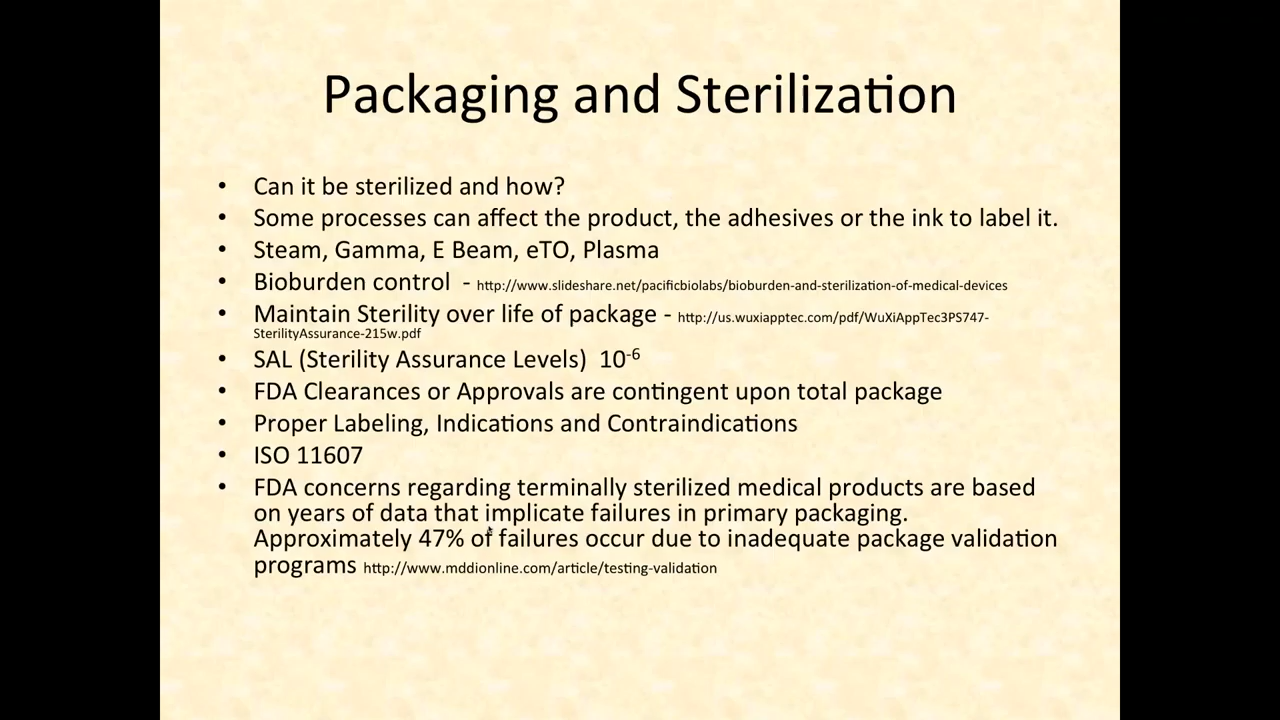 Packaging and Sterilization
• Can it be sterilized and how?
• Some processes can affect the product, the adhesives or the ink to label it.
• Steam, Gamma, E Beam, eTO, Plasma
• Bioburden control - http://www.slideshare.net/pacificbiolabs/bioburden-and-sterilization-of-medical-devices
• Maintain Sterility over life of package - http://us.wuxiapptec.com/pdf/WuXiAppTec3PS747-
SterilityAssurance-215w.pdf
• SAL (Sterility Assurance Levels) 10⁻⁶
• FDA Clearances or Approvals are contingent upon total package
• Proper Labeling, Indications and Contraindications
• ISO 11607
• FDA concerns regarding terminally sterilized medical products are based
on years of data that implicate failures in primary packaging.
Approximately 47% of failures occur due to inadequate package validation
programs http://www.mddionline.com/article/testing-validation